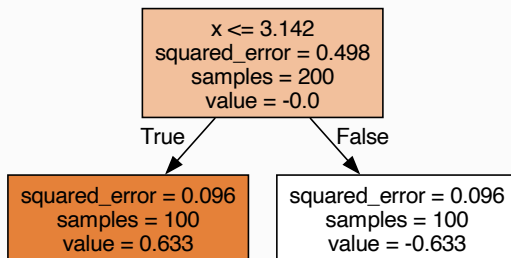 x <= 3.142
squared_error = 0.498
samples = 200
value = -0.0
True
False
squared_error = 0.096
samples = 100
value = 0.633
squared_error = 0.096
samples = 100
value = -0.633